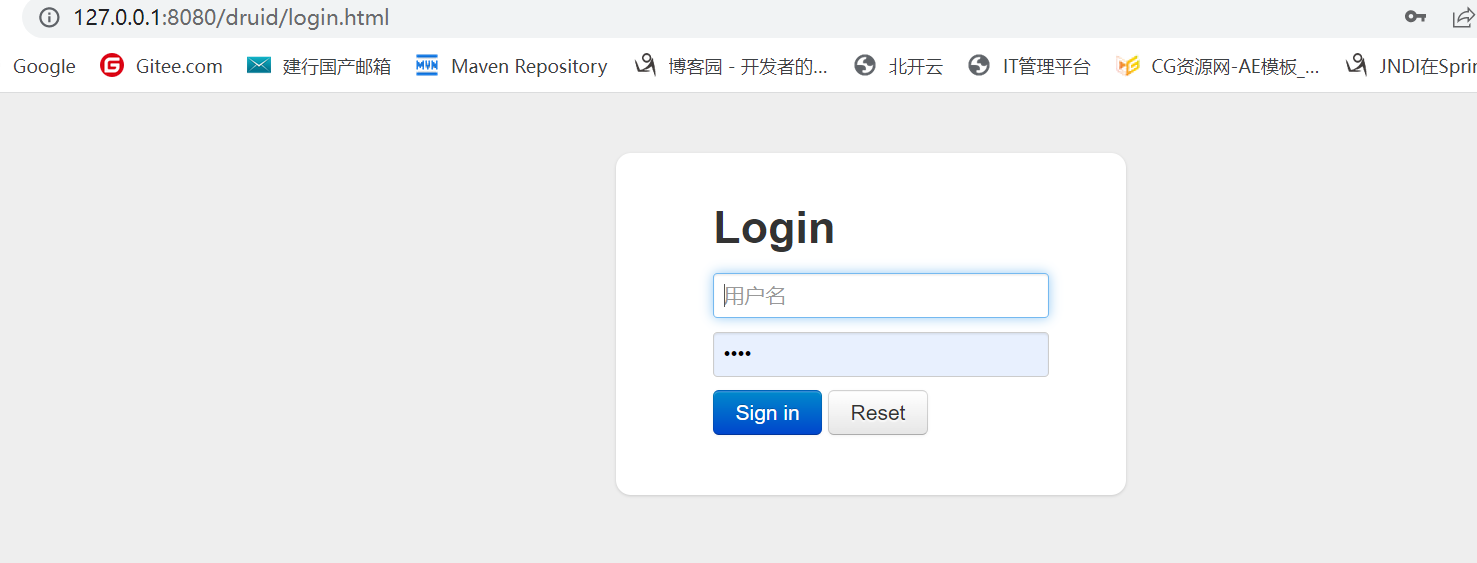 127.0.0.1:8080/druid/login.html
Google Gitee.com 建行国产邮箱 MVN Maven Repository 博客园 - 开发者的... 北开云 IT管理平台 CG资源网-AE模板_... JNDI在Sprin
Login
用户名
••••
Sign in Reset